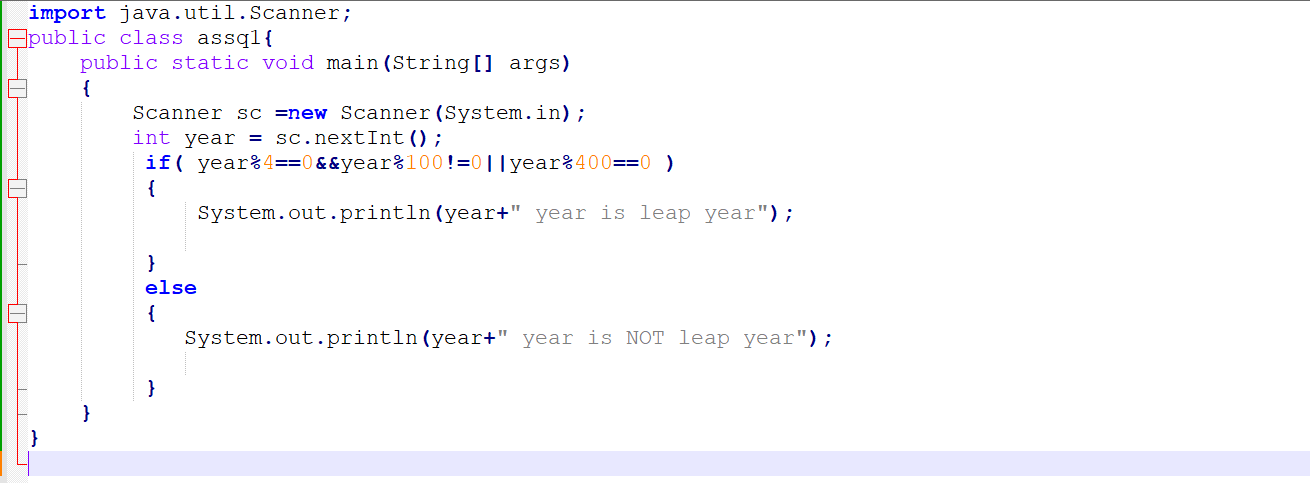 import java.util.Scanner;
public class assq1{
public static void main(String[] args)
{
Scanner sc =new Scanner(System.in);
int year = sc.nextInt();
if( year%4==0&&year%100!=0||year%400==0 )
{
System.out.println(year+" year is leap year");
}
else
{
System.out.println(year+" year is NOT leap year");
}
}
}